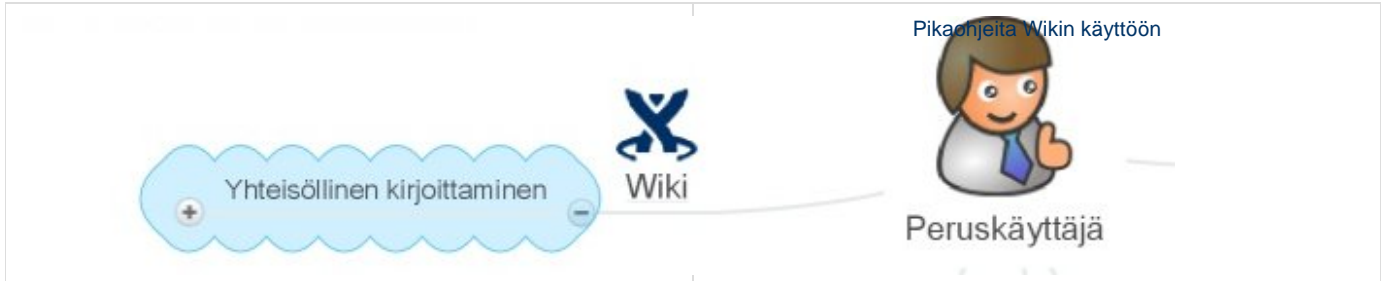 Pikaohjeita Wikin käyttöön
Yhteisöllinen kirjoittaminen
Wiki
Peruskäyttäjä